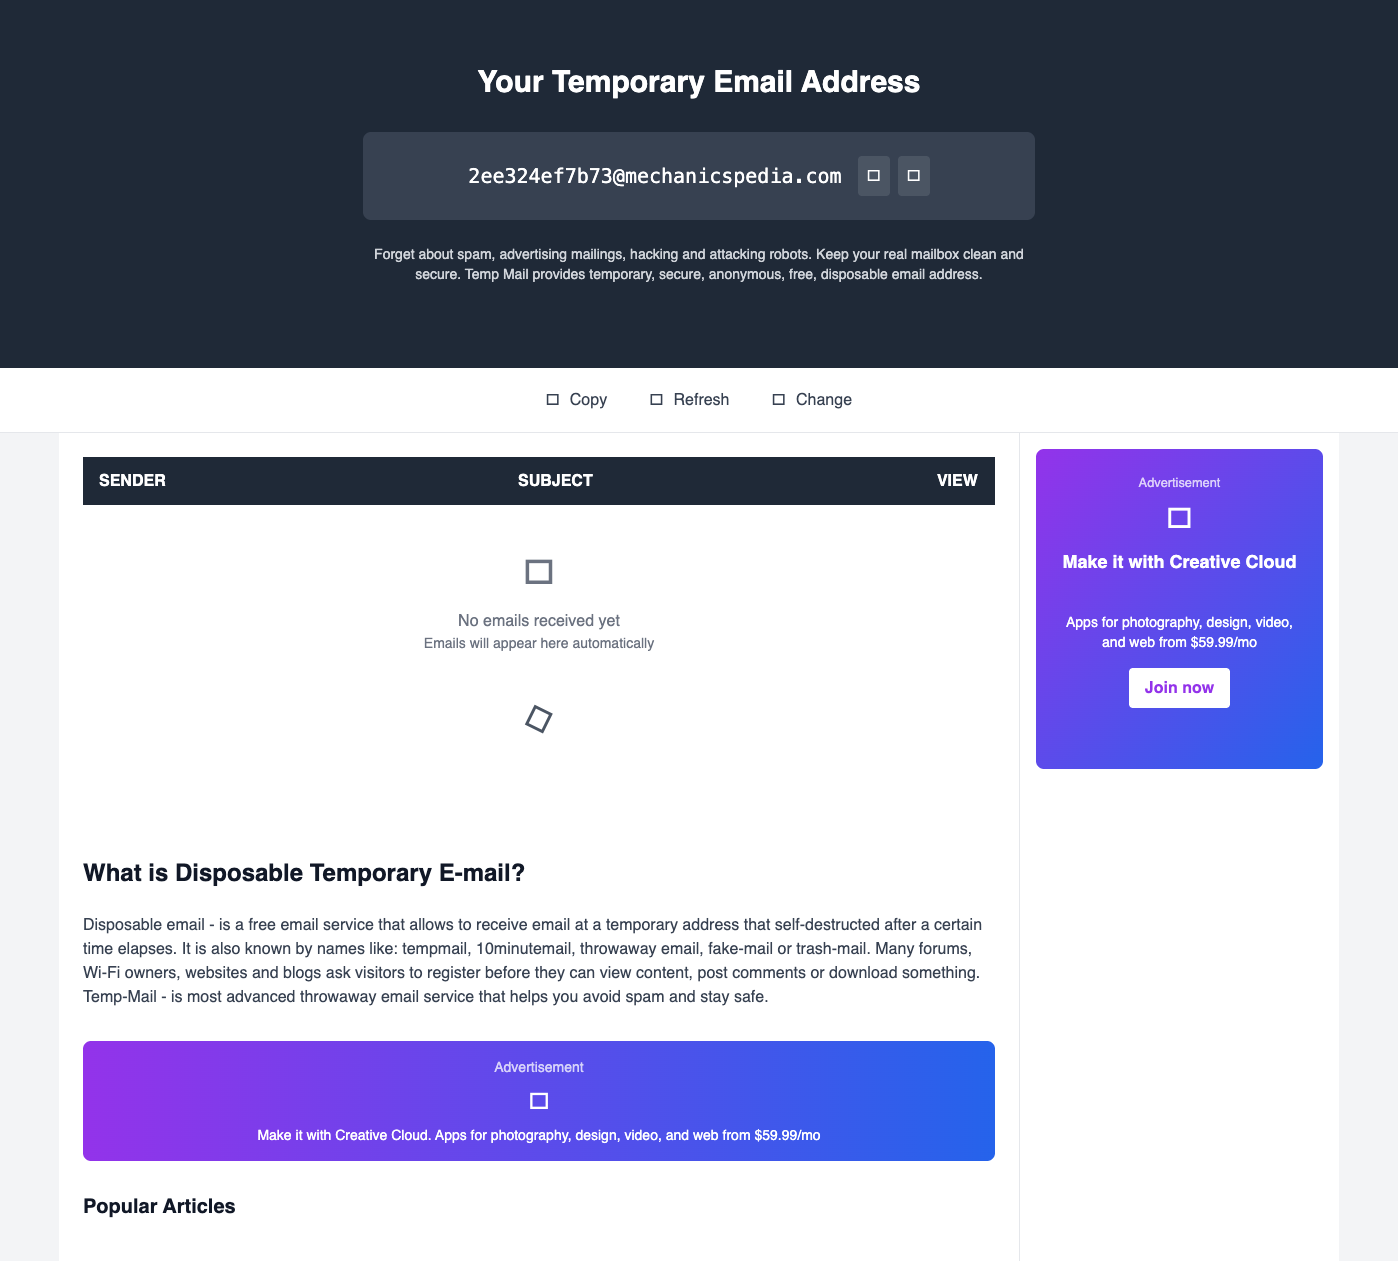 Your Temporary Email Address
2ee324ef7b73@mechanicspedia.com
Forget about spam, advertising mailings, hacking and attacking robots. Keep your real mailbox clean and
secure. Temp Mail provides temporary, secure, anonymous, free, disposable email address.
Copy Refresh Change
SENDER SUBJECT VIEW
No emails received yet
Emails will appear here automatically
Advertisement
Make it with Creative Cloud
Apps for photography, design, video,
and web from $59.99/mo
Join now
What is Disposable Temporary E-mail?
Disposable email - is a free email service that allows to receive email at a temporary address that self-destructed after a certain
time elapses. It is also known by names like: tempmail, 10minutemail, throwaway email, fake-mail or trash-mail. Many forums,
Wi-Fi owners, websites and blogs ask visitors to register before they can view content, post comments or download something.
Temp-Mail - is most advanced throwaway email service that helps you avoid spam and stay safe.
Advertisement
Make it with Creative Cloud. Apps for photography, design, video, and web from $59.99/mo
Popular Articles